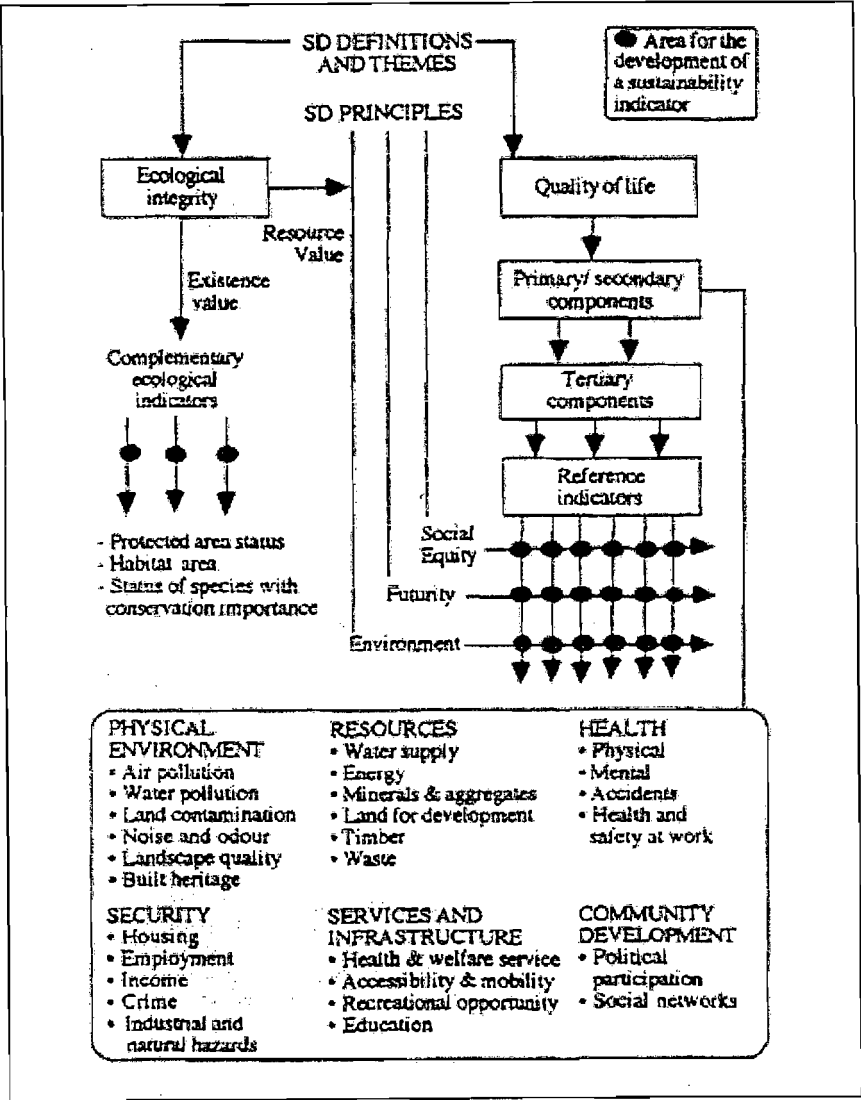 SD DEFINITIONS
AND THEMES
Area for the
development of
a sustainability
indicator
SD PRINCIPLES
Ecological
integrity
Quality of life
Resource
Value
Existence
value
Primary/ secondary
components
Complementary
ecological
indicators
Tertiary
components
Reference
indicators
- Protected area status
- Habitat area
- Status of species with
conservation importance
Social
Equity
Futurity
Environment
PHYSICAL
ENVIRONMENT
• Air pollution
• Water pollution
• Land contamination
• Noise and odour
• Landscape quality
• Built heritage
RESOURCES
• Water supply
• Energy
• Minerals & aggregates
• Land for development
• Timber
• Waste
HEALTH
• Physical
• Mental
• Accidents
• Health and
safety at work
SECURITY
• Housing
• Employment
• Income
• Crime
• Industrial and
natural hazards
SERVICES AND
INFRASTRUCTURE
• Health & welfare service
• Accessibility & mobility
• Recreational opportunity
• Education
COMMUNITY
DEVELOPMENT
• Political
participation
• Social networks